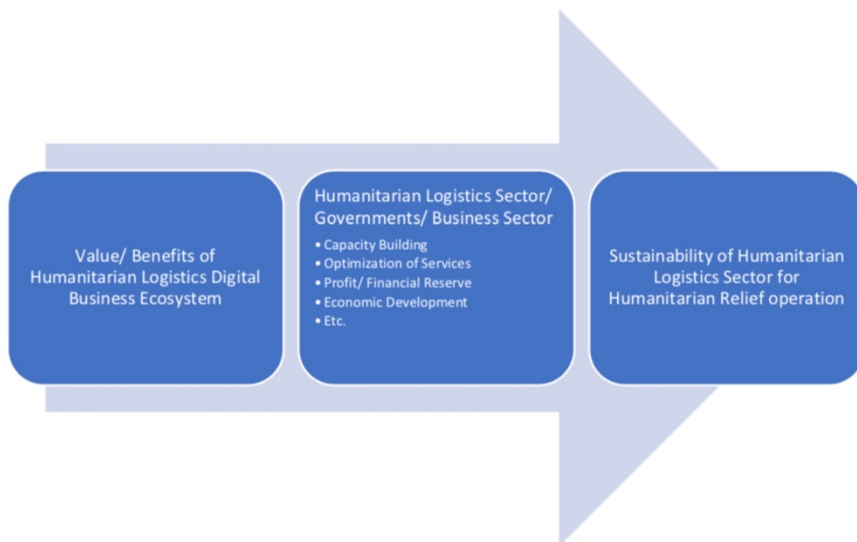 Value/ Benefits of
Humanitarian Logistics Digital
Business Ecosystem
Humanitarian Logistics Sector/
Governments/ Business Sector
• Capacity Building
• Optimization of Services
• Profit/ Financial Reserve
• Economic Development
• Etc.
Sustainability of Humanitarian
Logistics Sector for
Humanitarian Relief operation